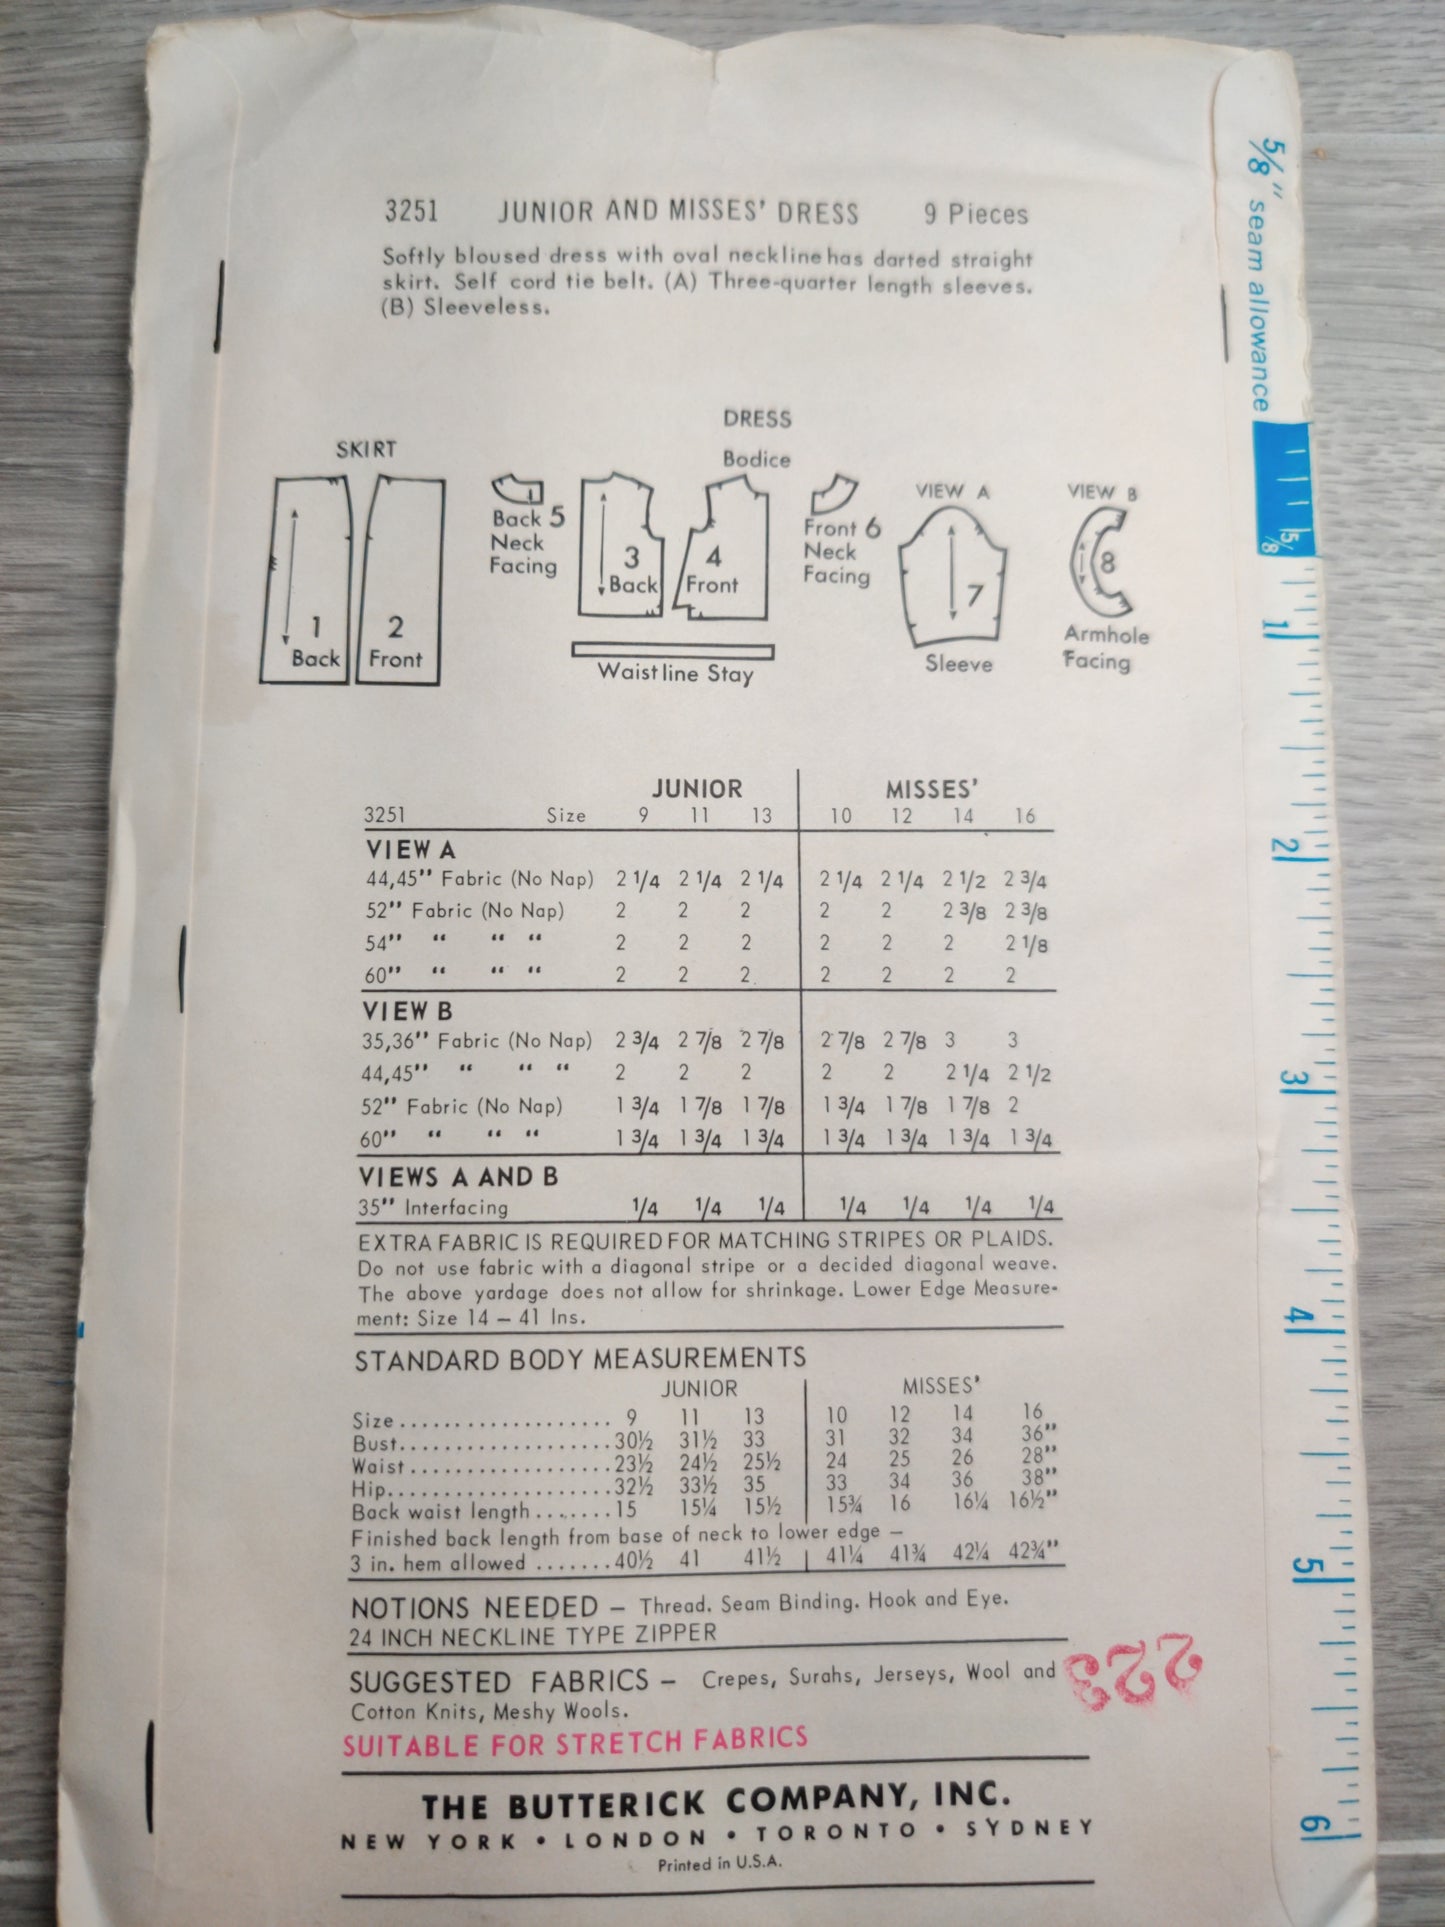 3251 JUNIOR AND MISSES' DRESS 9 Pieces
Softly bloused dress with oval neckline has darted straight
skirt. Self cord tie belt. (A) Three-quarter length sleeves.
(B) Sleeveless.
5/8" seam allowance
DRESS
SKIRT
Bodice
VIEW A
VIEW B
1
Back
2
Front
Back 5
Neck
Facing
3
Back
4
Front
Front 6
Neck
Facing
7
Sleeve
8
Armhole
Facing
Waistline Stay
JUNIOR MISSES'
3251 Size 9 11 13 10 12 14 16
VIEW A
44,45" Fabric (No Nap) 2 1/4 2 1/4 2 1/4 2 1/4 2 1/4 2 1/2 2 3/4
52" Fabric (No Nap) 2 2 2 2 2 2 3/8 2 3/8
54" “ “ “ 2 2 2 2 2 2 2 1/8
60" “ “ “ 2 2 2 2 2 2 2
VIEW B
35,36" Fabric (No Nap) 2 3/4 2 7/8 2 7/8 2 7/8 2 7/8 3 3
44,45" “ “ “ 2 2 2 2 2 2 1/4 2 1/2
52" Fabric (No Nap) 1 3/4 1 7/8 1 7/8 1 3/4 1 7/8 1 7/8 2
60" “ “ “ 1 3/4 1 3/4 1 3/4 1 3/4 1 3/4 1 3/4 1 3/4
VIEWS A AND B
35" Interfacing 1/4 1/4 1/4 1/4 1/4 1/4 1/4
EXTRA FABRIC IS REQUIRED FOR MATCHING STRIPES OR PLAIDS.
Do not use fabric with a diagonal stripe or a decided diagonal weave.
The above yardage does not allow for shrinkage. Lower Edge Measure-
ment: Size 14 – 41 Ins.
STANDARD BODY MEASUREMENTS
JUNIOR MISSES'
Size.................... 9 11 13 10 12 14 16
Bust....................30½ 31½ 33 31 32 34 36"
Waist...................23½ 24½ 25½ 24 25 26 28"
Hip.....................32½ 33½ 35 33 34 36 38"
Back waist length.......15 15¼ 15½ 15¾ 16 16¼ 16½"
Finished back length from base of neck to lower edge –
3 in. hem allowed .......40½ 41 41½ 41¼ 41¾ 42¼ 42¾"
NOTIONS NEEDED – Thread. Seam Binding. Hook and Eye.
24 INCH NECKLINE TYPE ZIPPER
SUGGESTED FABRICS – Crepes, Surahs, Jerseys, Wool and
Cotton Knits, Meshy Wools.
SUITABLE FOR STRETCH FABRICS
223
THE BUTTERICK COMPANY, INC.
NEW YORK • LONDON • TORONTO • SYDNEY
Printed in U.S.A.
5/8
1
2
3
4
5
6